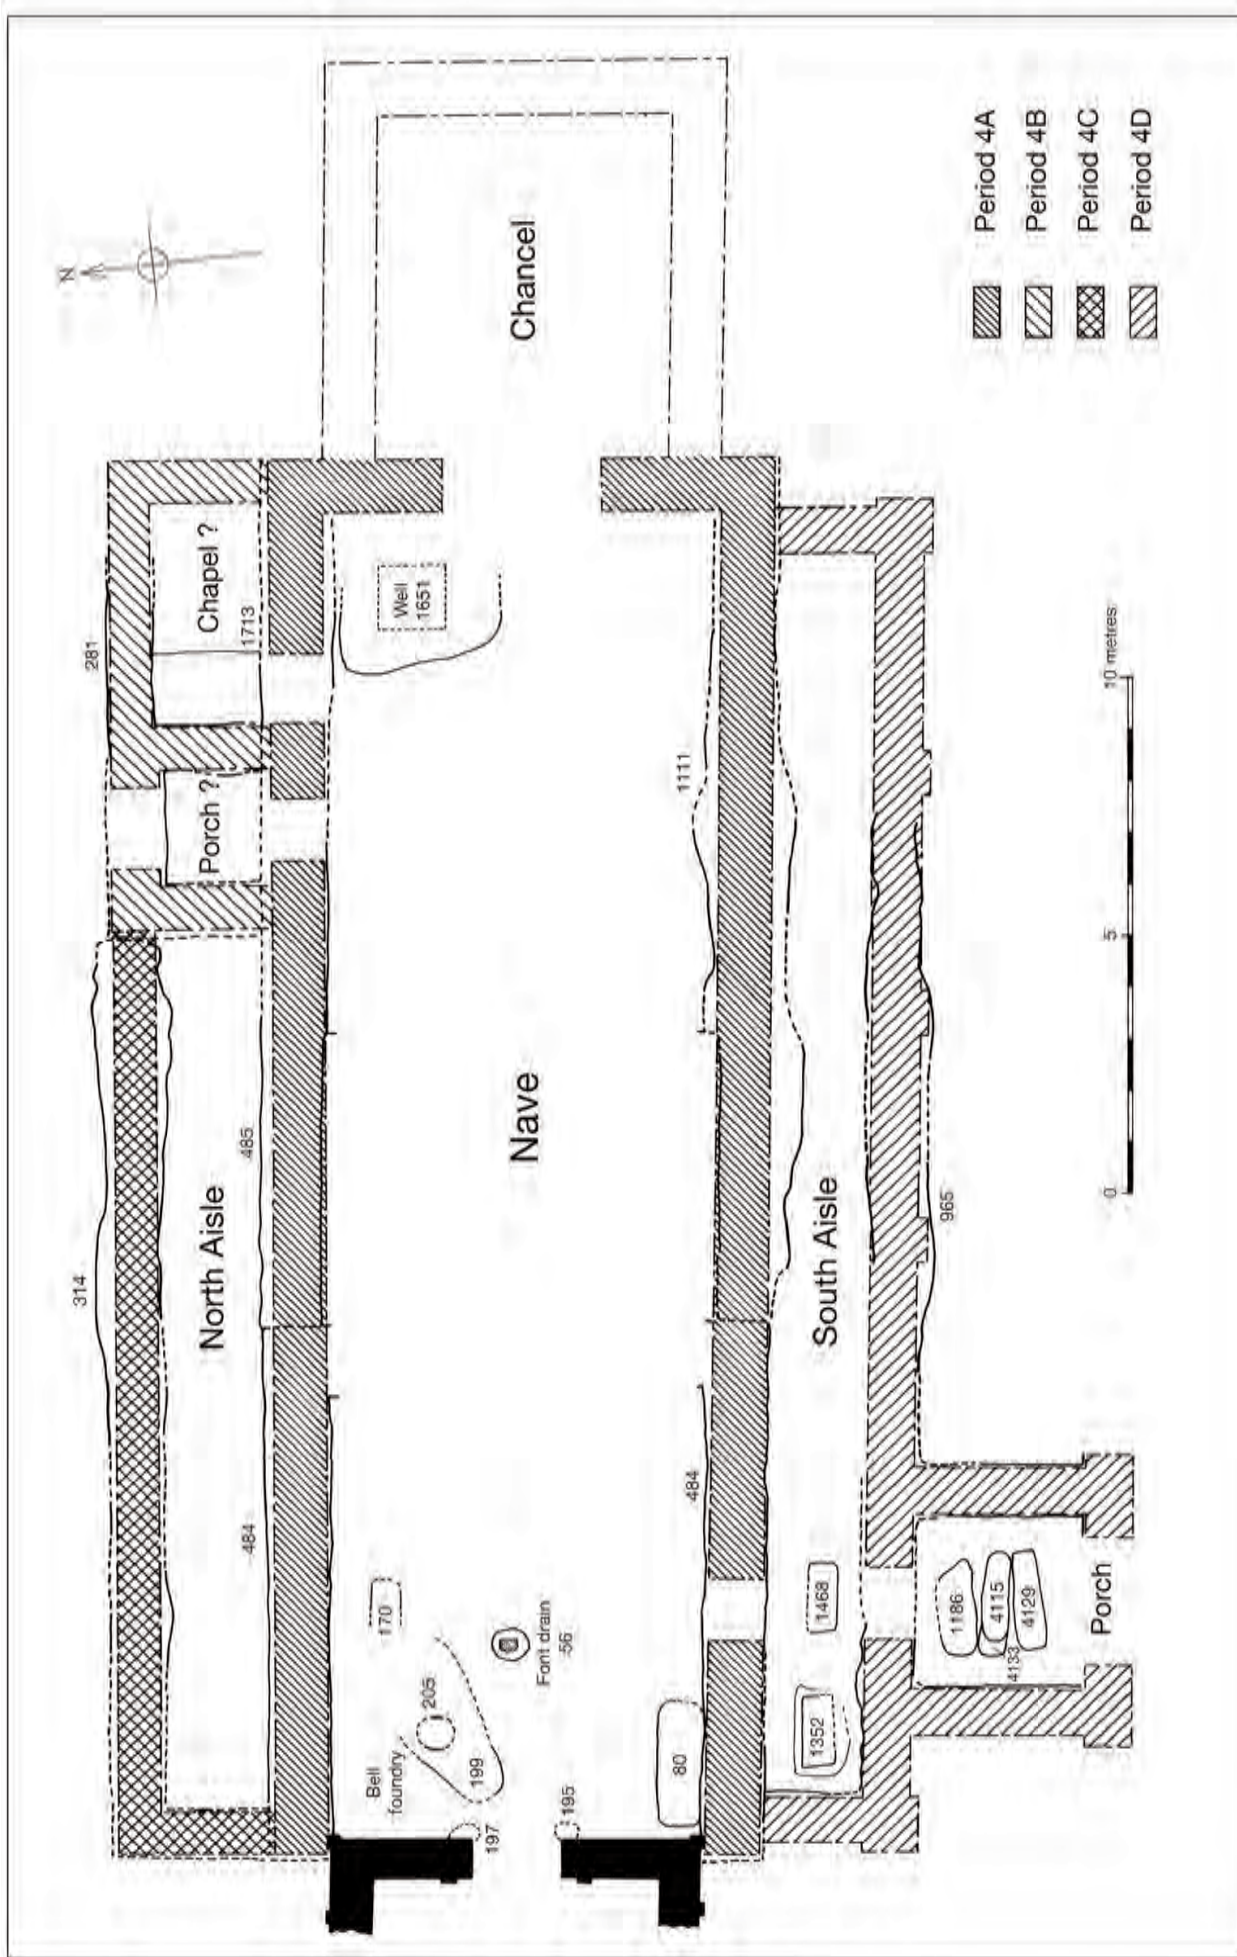 N
281
Chapel ?
1713
Porch ?
Chancel
Well
1651
Period 4A
Period 4B
Period 4C
Period 4D
1111
314
North Aisle
485
484
Nave
South Aisle
965
10 metres
5
0
484
170
Font drain
56
205
Bell
foundry
199
197
195
80
1468
1352
1186
4115
4129
4133
Porch